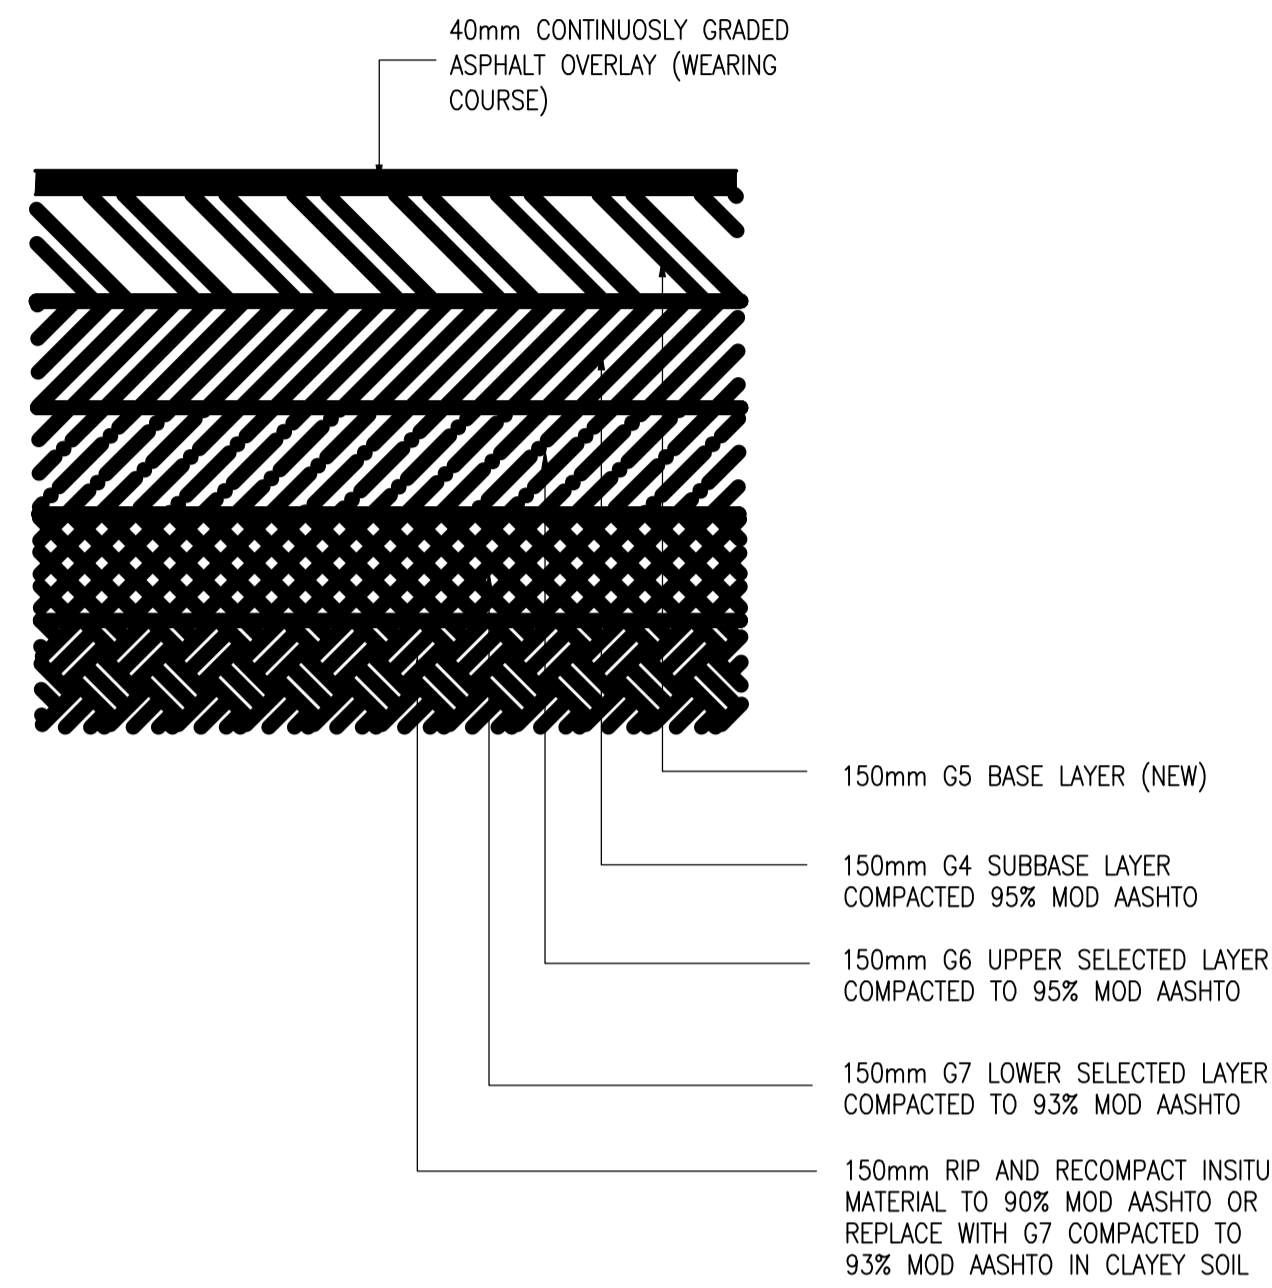 40mm CONTINUOSLY GRADED
ASPHALT OVERLAY (WEARING
COURSE)
150mm G5 BASE LAYER (NEW)
150mm G4 SUBBASE LAYER
COMPACTED 95% MOD AASHTO
150mm G6 UPPER SELECTED LAYER
COMPACTED TO 95% MOD AASHTO
150mm G7 LOWER SELECTED LAYER
COMPACTED TO 93% MOD AASHTO
150mm RIP AND RECOMPACT INSITU
MATERIAL TO 90% MOD AASHTO OR
REPLACE WITH G7 COMPACTED TO
93% MOD AASHTO IN CLAYEY SOIL